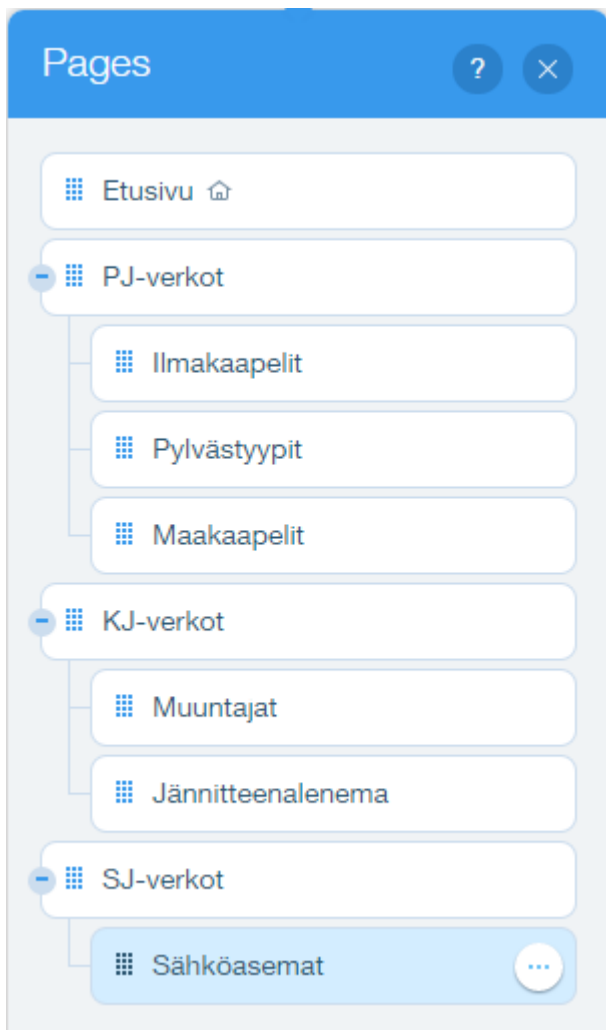 Pages ?
Etusivu
PJ-verkot
Ilmakaapelit
Pylvästyypit
Maakaapelit
KJ-verkot
Muuntajat
Jännitteenalenema
SJ-verkot
Sähköasemat